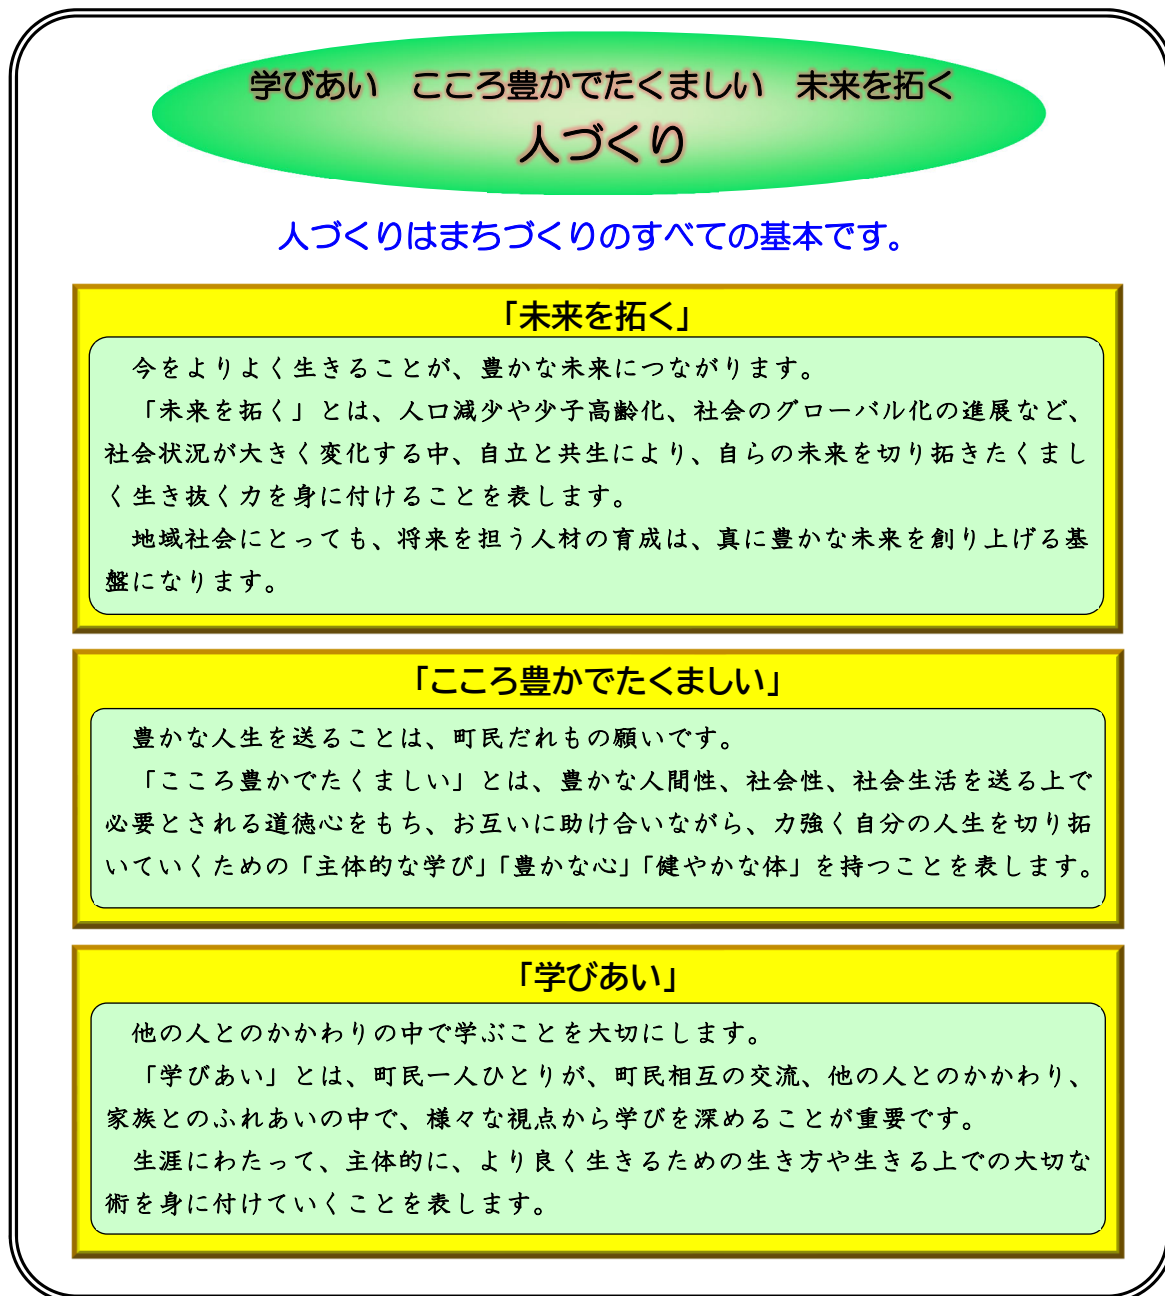 学びあい　こころ豊かでたくましい　未来を拓く
人づくり
人づくりはまちづくりのすべての基本です。
「未来を拓く」
今をよりよく生きることが、豊かな未来につながります。
「未来を拓く」とは、人口減少や少子高齢化、社会のグローバル化の進展など、
社会状況が大きく変化する中、自立と共生により、自らの未来を切り拓きたくまし
く生き抜く力を身に付けることを表します。
地域社会にとっても、将来を担う人材の育成は、真に豊かな未来を創り上げる基
盤になります。
「こころ豊かでたくましい」
豊かな人生を送ることは、町民だれもの願いです。
「こころ豊かでたくましい」とは、豊かな人間性、社会性、社会生活を送る上で
必要とされる道徳心をもち、お互いに助け合いながら、力強く自分の人生を切り拓
いていくための「主体的な学び」「豊かな心」「健やかな体」を持つことを表します。
「学びあい」
他の人とのかかわりの中で学ぶことを大切にします。
「学びあい」とは、町民一人ひとりが、町民相互の交流、他の人とのかかわり、
家族とのふれあいの中で、様々な視点から学びを深めることが重要です。
生涯にわたって、主体的に、より良く生きるための生き方や生きる上での大切な
術を身に付けていくことを表します。